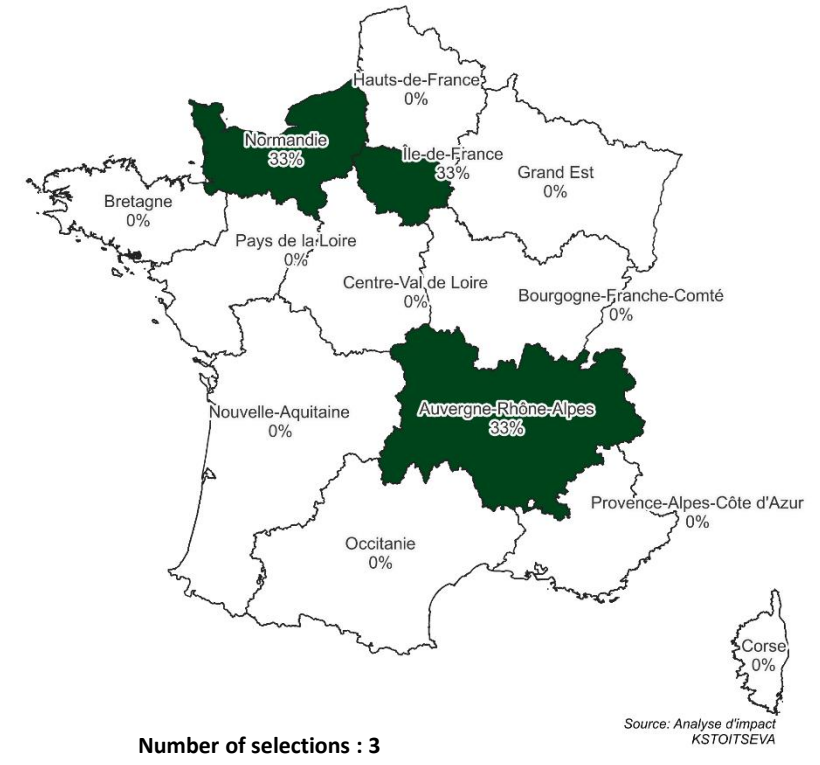 Hauts-de-France
0%
Normandie
33%
Île-de-France
33%
Grand Est
0%
Bretagne
0%
Pays de la Loire
0%
Centre-Val de Loire
0%
Bourgogne-Franche-Comté
0%
Nouvelle-Aquitaine
0%
Auvergne-Rhône-Alpes
33%
Provence-Alpes-Côte d'Azur
0%
Occitanie
0%
Corse
0%
Source: Analyse d'impact
KSTOITSEVA
Number of selections : 3